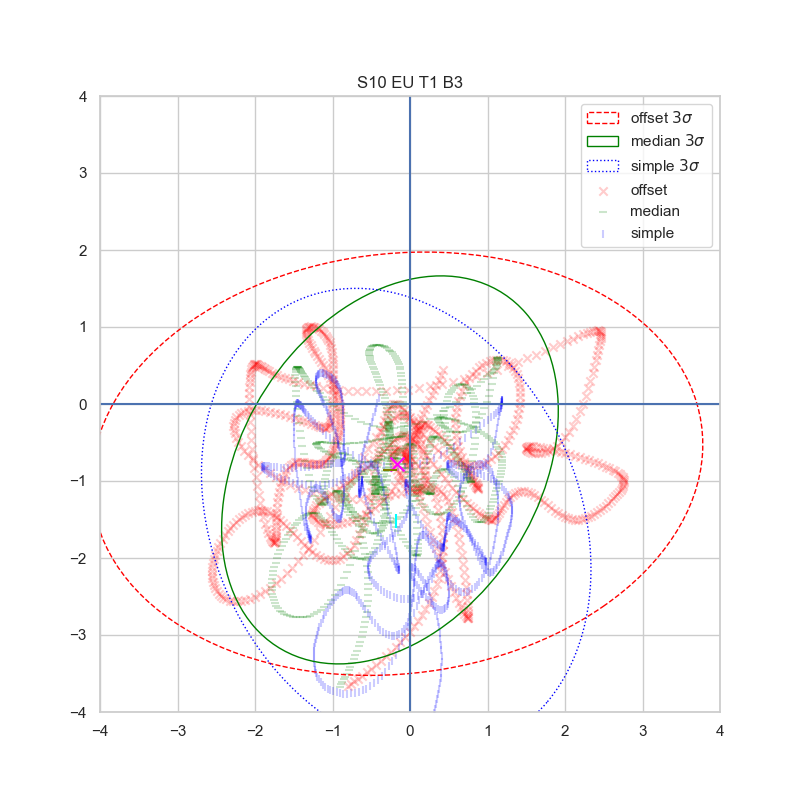 S10 EU T1 B3
4
3
2
1
0
−1
−2
−3
−4
−4
−3
−2
−1
0
1
2
3
4
offset 3σ
median 3σ
simple 3σ
offset
median
simple